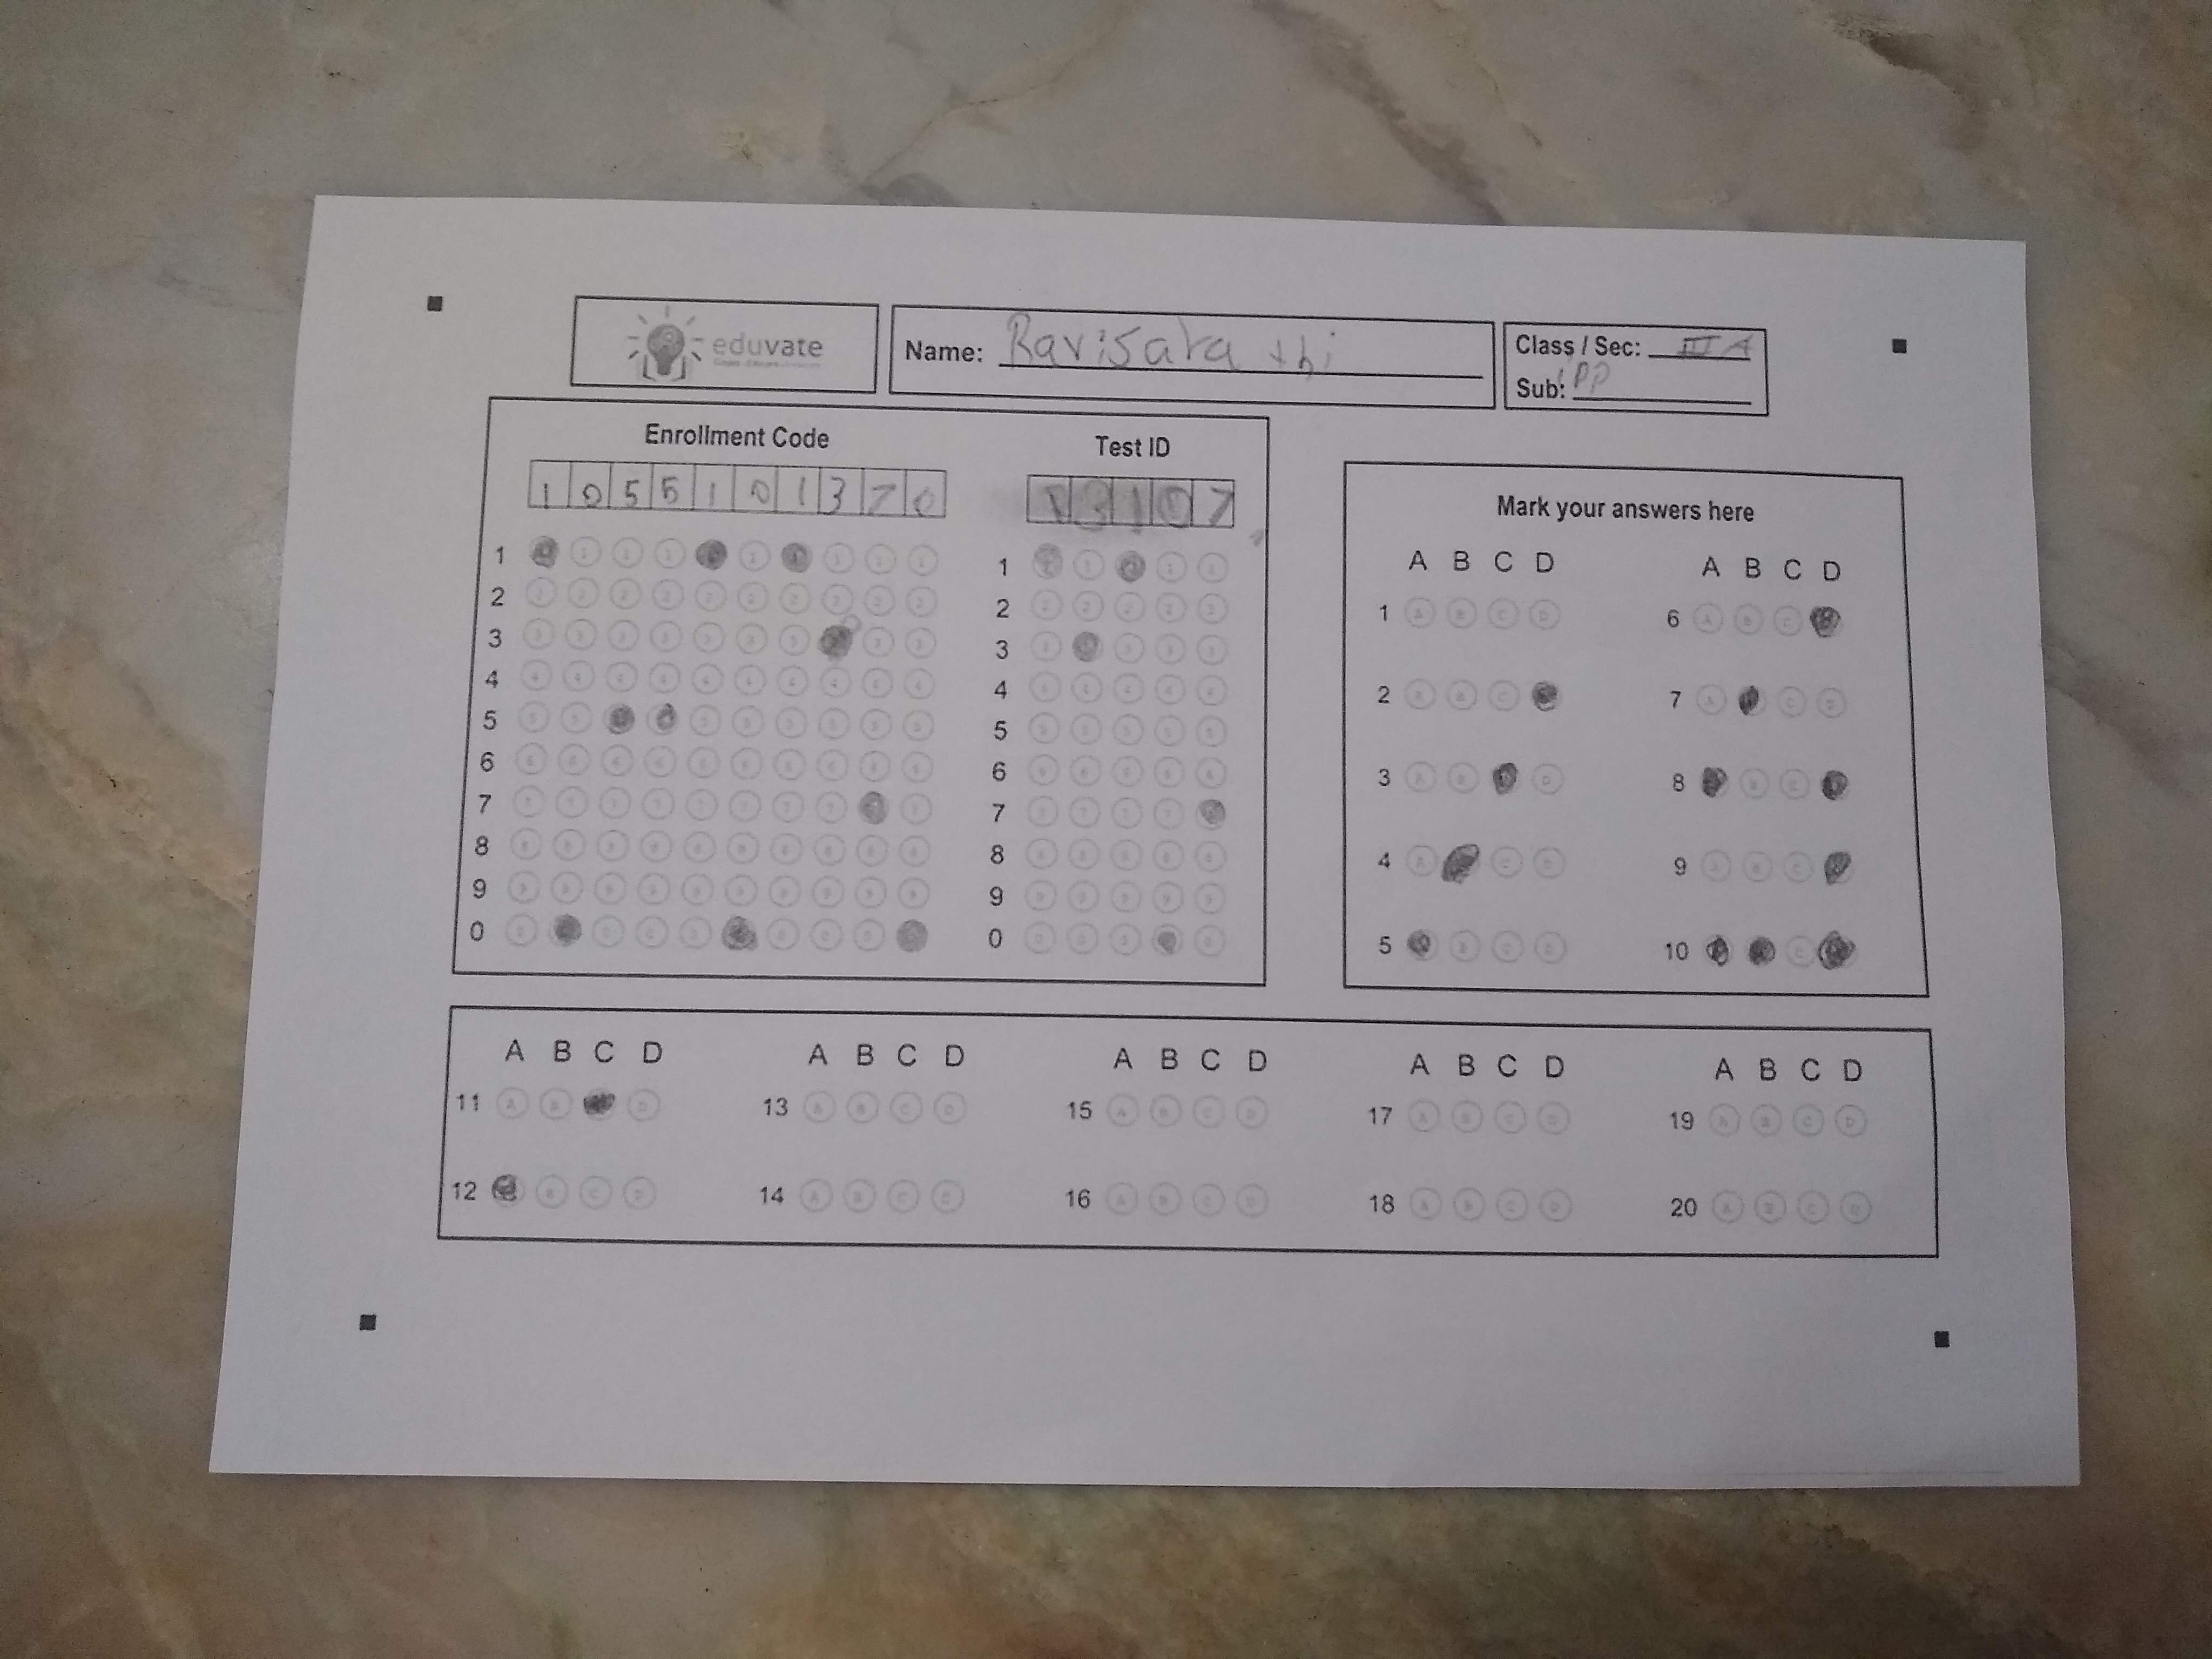 eduvate
Name: Ravisarathi
Class / Sec: III A
Sub: PP
Enrollment Code
1 0 5 5 1 0 1 3 7 0
Test ID
1 3 1 0 7
1
2
3
4
5
6
7
8
9
0
1
2
3
4
5
6
7
8
9
0
Mark your answers here
A B C D A B C D
1 6
2 7
3 8
4 9
5 10
A B C D A B C D A B C D A B C D A B C D
11 13 15 17 19
12 14 16 18 20